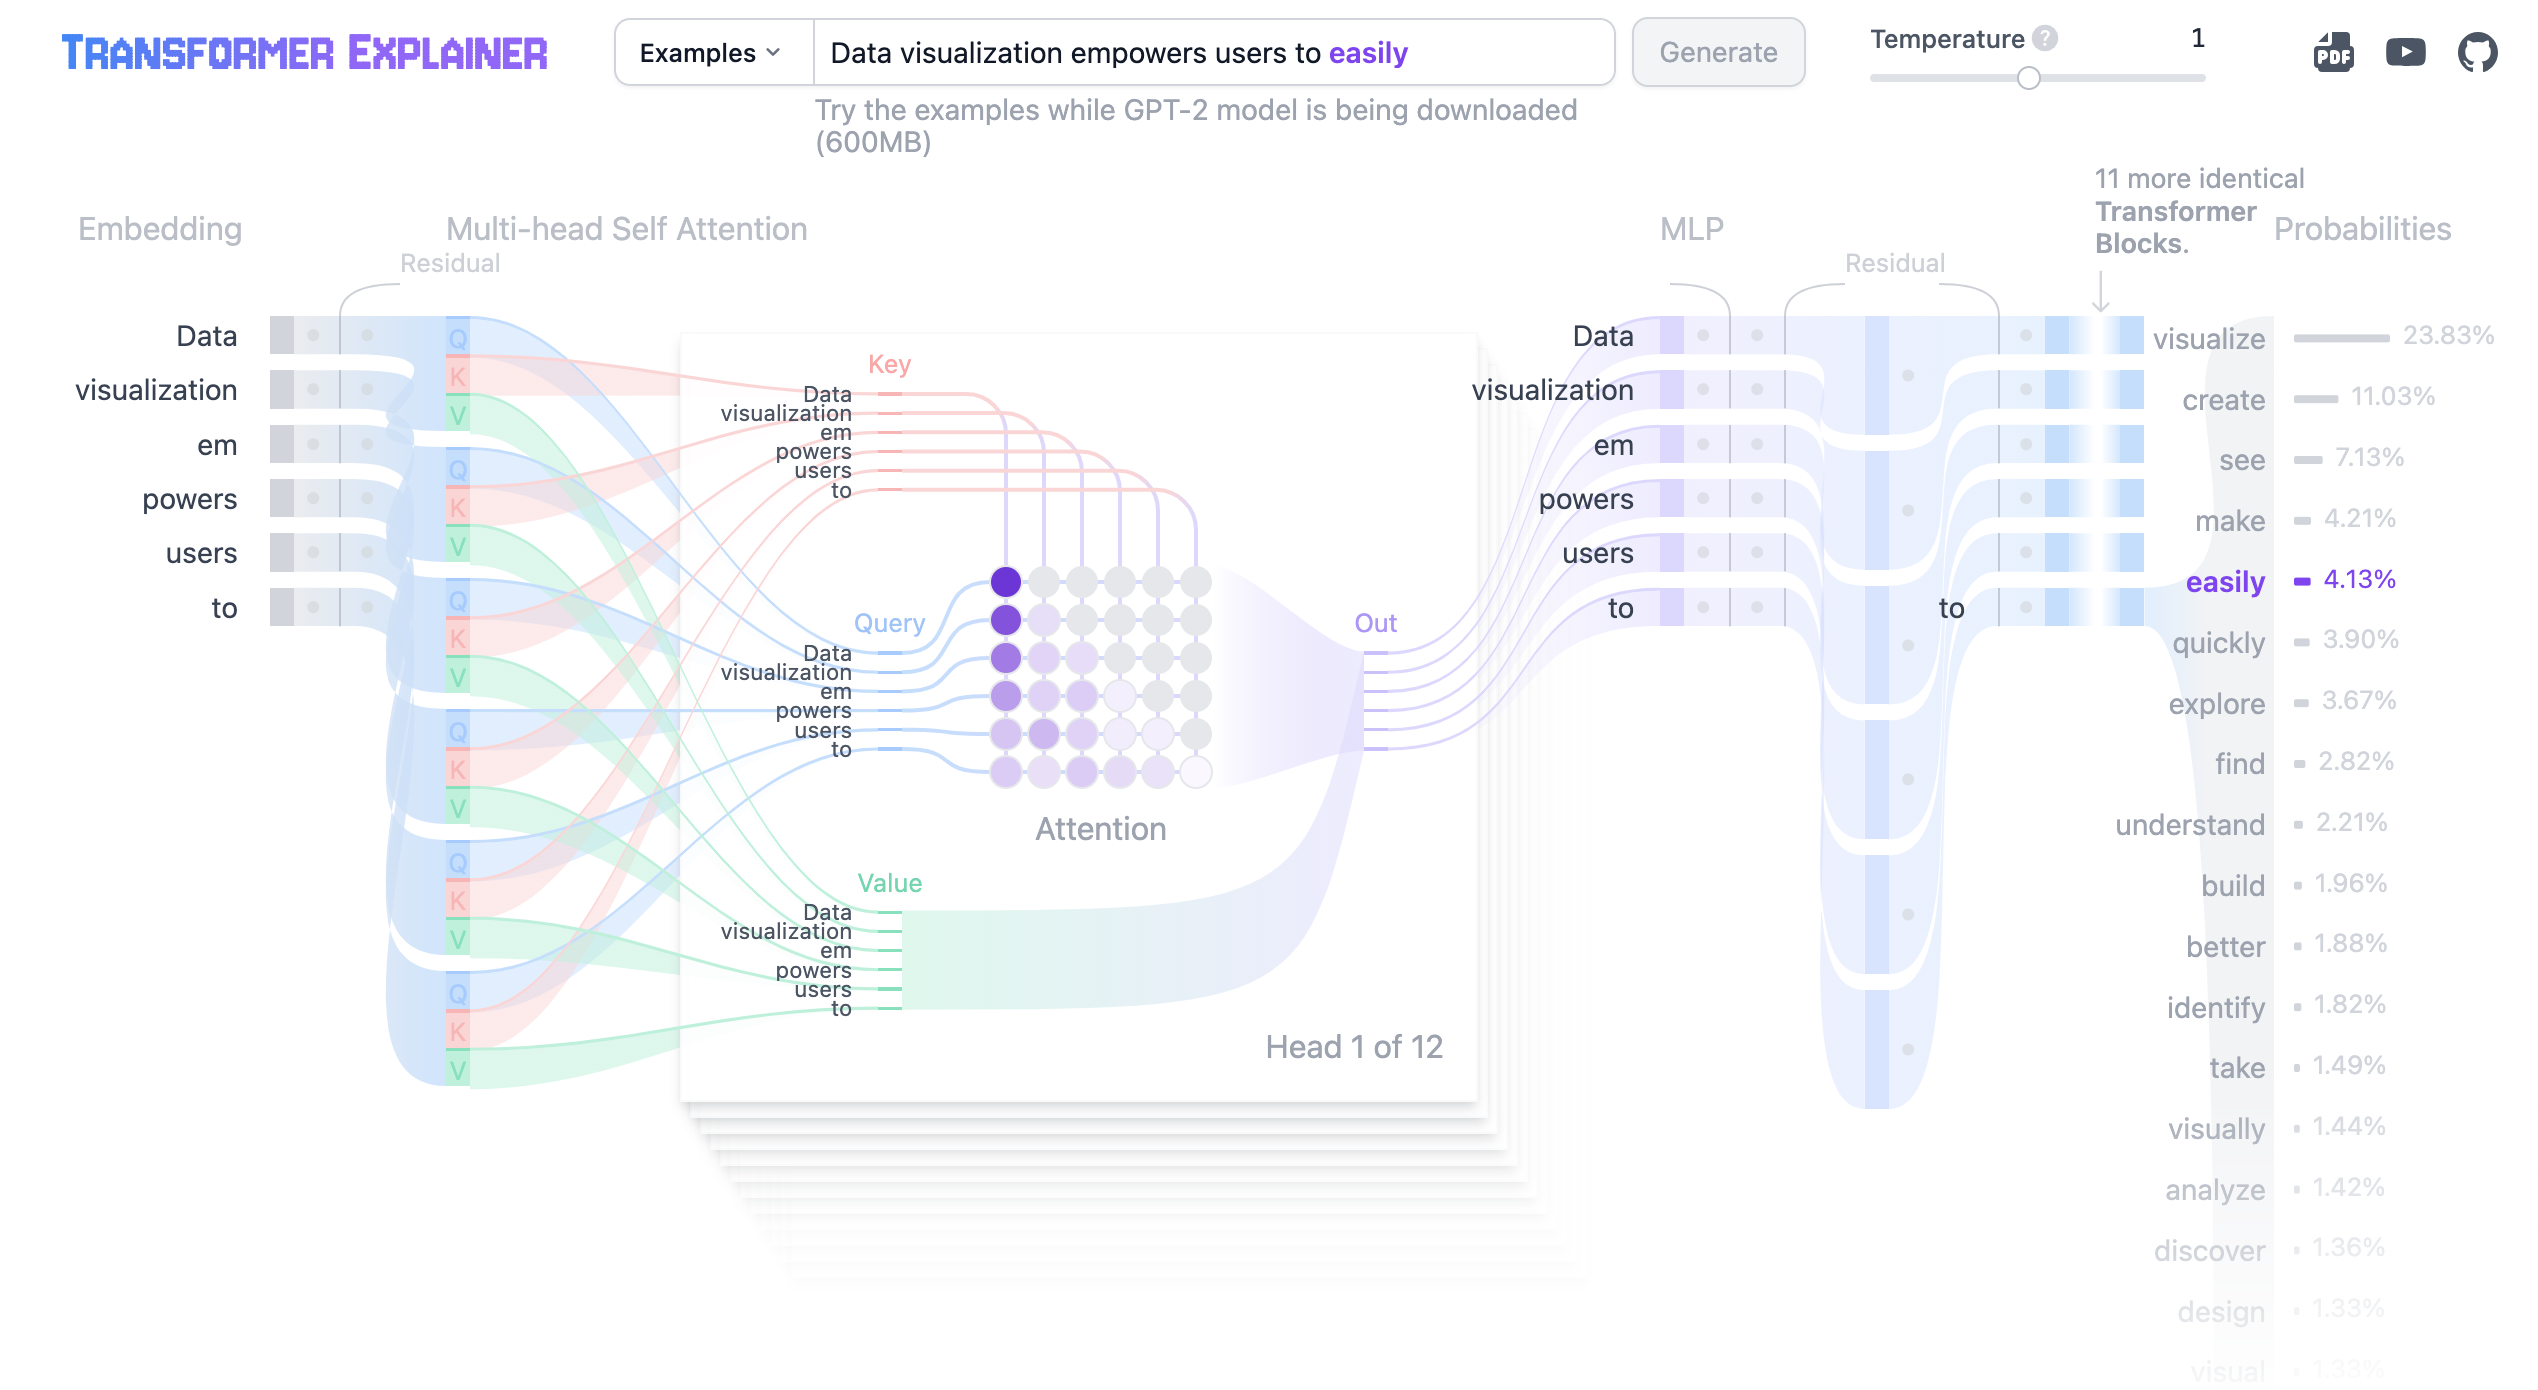 TRANSFORMER EXPLAINER
Examples
Data visualization empowers users to easily
Generate
Temperature ?
1
PDF
Try the examples while GPT-2 model is being downloaded
(600MB)
11 more identical
Transformer
Blocks.
Embedding
Multi-head Self Attention
MLP
Probabilities
Residual
Residual
Data
visualization
em
powers
users
to
Q
K
V
Q
K
V
Q
K
V
Q
K
V
Q
K
V
Q
K
V
Key
Data
visualization
em
powers
users
to
Query
Data
visualization
em
powers
users
to
Attention
Value
Data
visualization
em
powers
users
to
Out
Head 1 of 12
Data
visualization
em
powers
users
to
to
visualize 23.83%
create 11.03%
see 7.13%
make 4.21%
easily 4.13%
quickly 3.90%
explore 3.67%
find 2.82%
understand 2.21%
build 1.96%
better 1.88%
identify 1.82%
take 1.49%
visually 1.44%
analyze 1.42%
discover 1.36%
design 1.33%
visual 1.33%